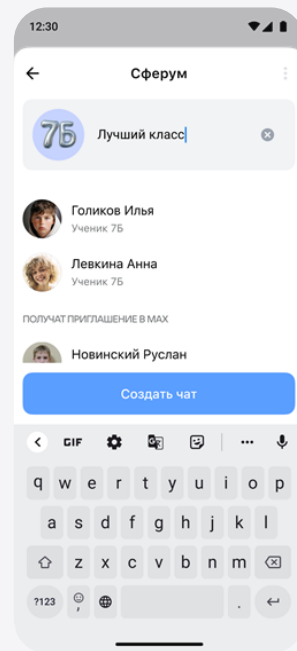 12:30
Сферум
7Б
Лучший класс
Голиков Илья
Ученик 7Б
Левкина Анна
Ученик 7Б
ПОЛУЧАТ ПРИГЛАШЕНИЕ В MAX
Новинский Руслан
Создать чат
GIF
q w e r t y u i o p
a s d f g h j k l
z x c v b n m
?123 , .